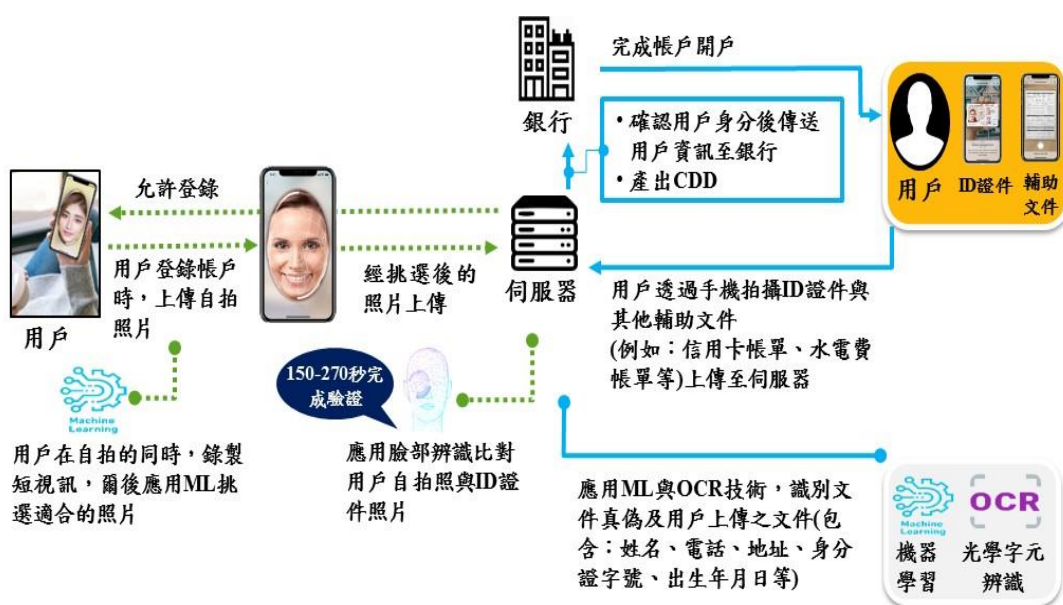 完成帳戶開戶
銀行
• 確認用戶身分後傳送
用戶資訊至銀行
• 產出CDD
用戶
ID證件
輔助
文件
允許登錄
用戶登錄帳戶
時，上傳自拍
照片
用戶
經挑選後的
照片上傳
伺服器
用戶透過手機拍攝ID證件與
其他輔助文件
(例如：信用卡帳單、水電費
帳單等)上傳至伺服器
Machine
Learning
用戶在自拍的同時，錄製
短視訊，爾後應用ML挑
選適合的照片
150-270秒完
成驗證
應用臉部辨識比對
用戶自拍照與ID證
件照片
應用ML與OCR技術，識別文
件真偽及用戶上傳之文件(包
含：姓名、電話、地址、身分
證字號、出生年月日等)
Machine
Learning
機器
學習
OCR
光學字元
辨識